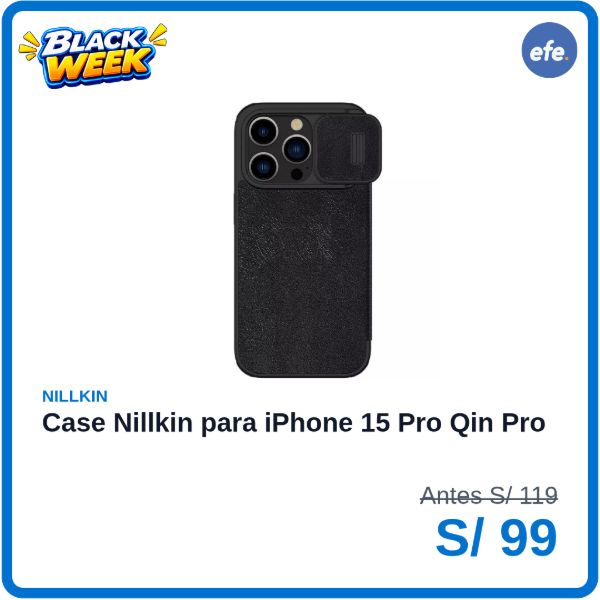 BLACK
WEEK
efe.
NILLKIN
Case Nillkin para iPhone 15 Pro Qin Pro
Antes S/ 119
S/ 99